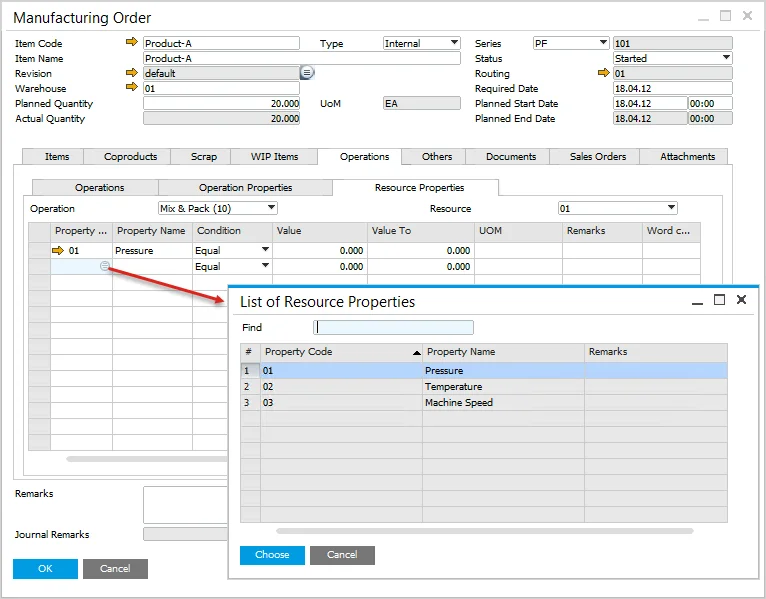 Manufacturing Order
Item Code Product-A Type Internal Series PF 101
Item Name Product-A Status Started
Revision default Routing 01
Warehouse 01 Required Date 18.04.12
Planned Quantity 20.000 UoM EA Planned Start Date 18.04.12 00:00
Actual Quantity 20.000 Planned End Date 18.04.12 00:00
Items Coproducts Scrap WIP Items Operations Others Documents Sales Orders Attachments
Operations Operation Properties Resource Properties
Operation Mix & Pack (10) Resource 01
Property ... Property Name Condition Value Value To UOM Remarks Word c...
01 Pressure Equal 0.000 0.000
Equal 0.000 0.000
List of Resource Properties
Find
# Property Code Property Name Remarks
1 01 Pressure
2 02 Temperature
3 03 Machine Speed
Remarks
Journal Remarks
Choose Cancel
OK Cancel